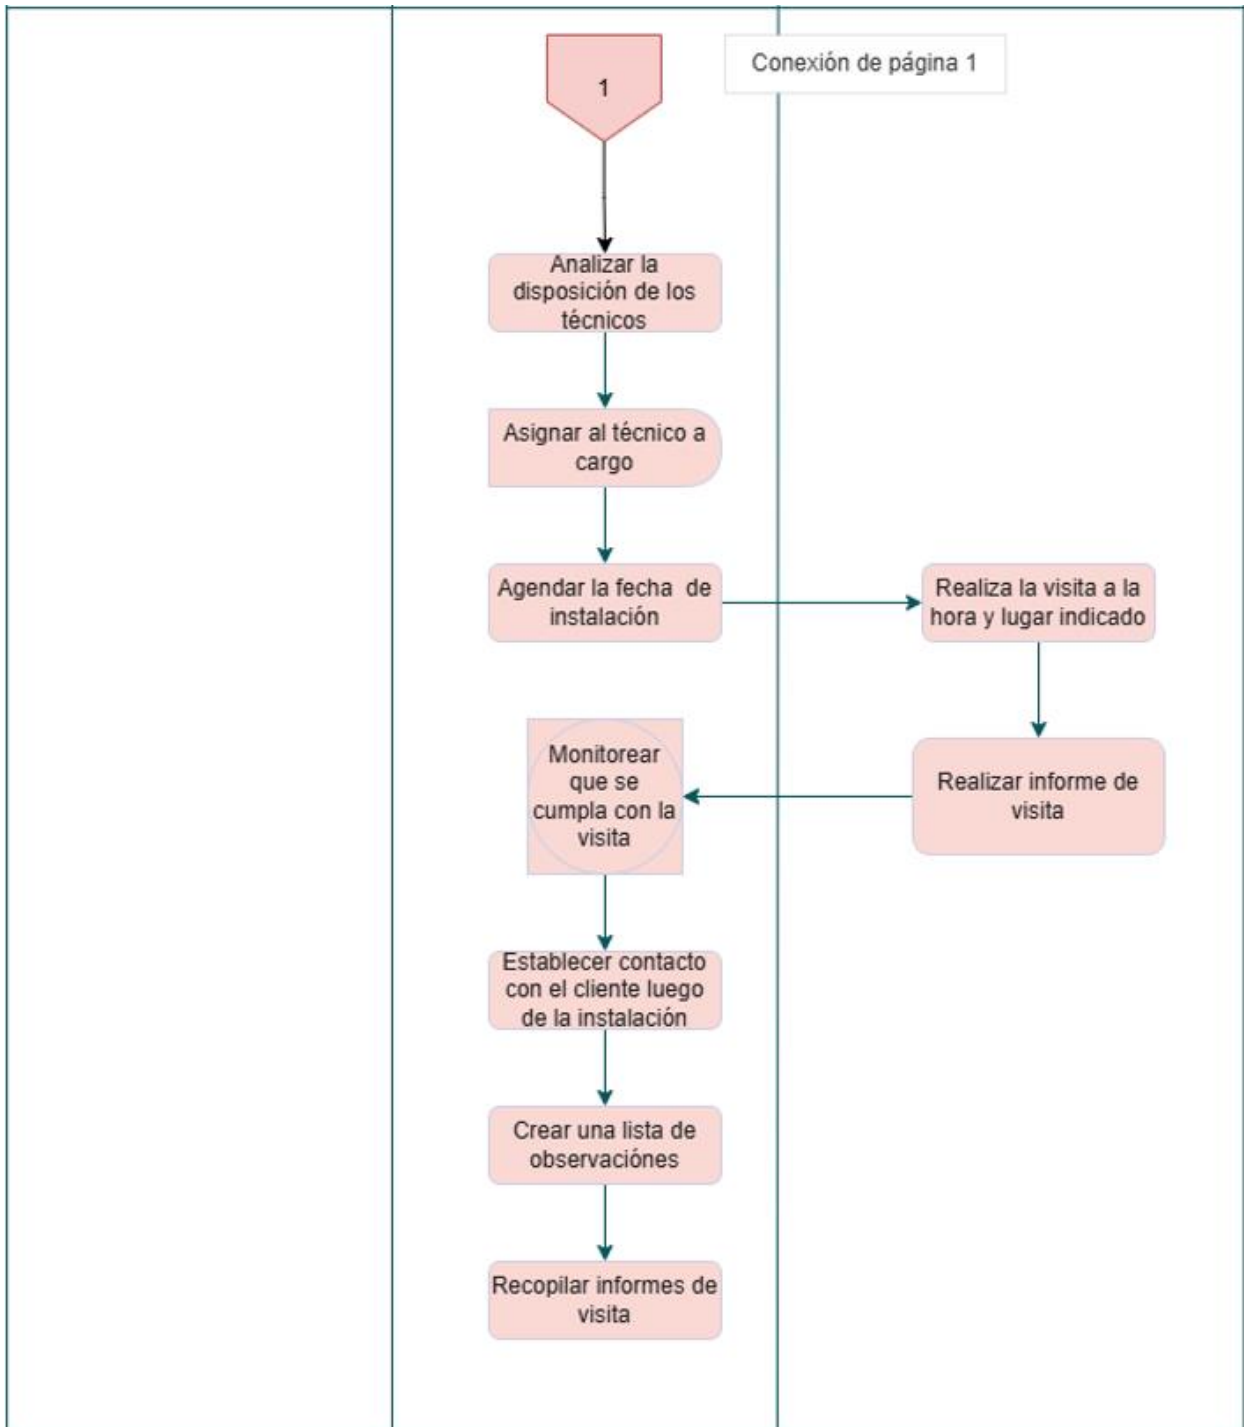 1
Conexión de página 1
Analizar la
disposición de los
técnicos
Asignar al técnico a
cargo
Agendar la fecha de
instalación
Realiza la visita a la
hora y lugar indicado
Monitorear
que se
cumpla con la
visita
Realizar informe de
visita
Establecer contacto
con el cliente luego
de la instalación
Crear una lista de
observaciónes
Recopilar informes de
visita